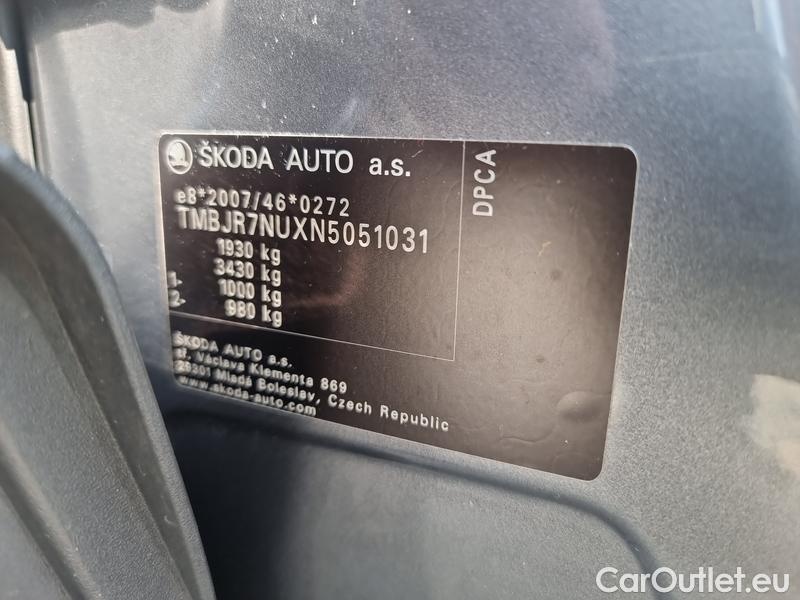 ŠKODA AUTO a.s.
DPCA
e8*2007/46*0272
TMBJR7NUXN5051031
1930 kg
3430 kg
1- 1000 kg
2- 980 kg
ŠKODA AUTO a.s.
tř. Václava Klementa 869
29301 Mladá Boleslav, Czech Republic
www.skoda-auto.com
CarOutlet.eu